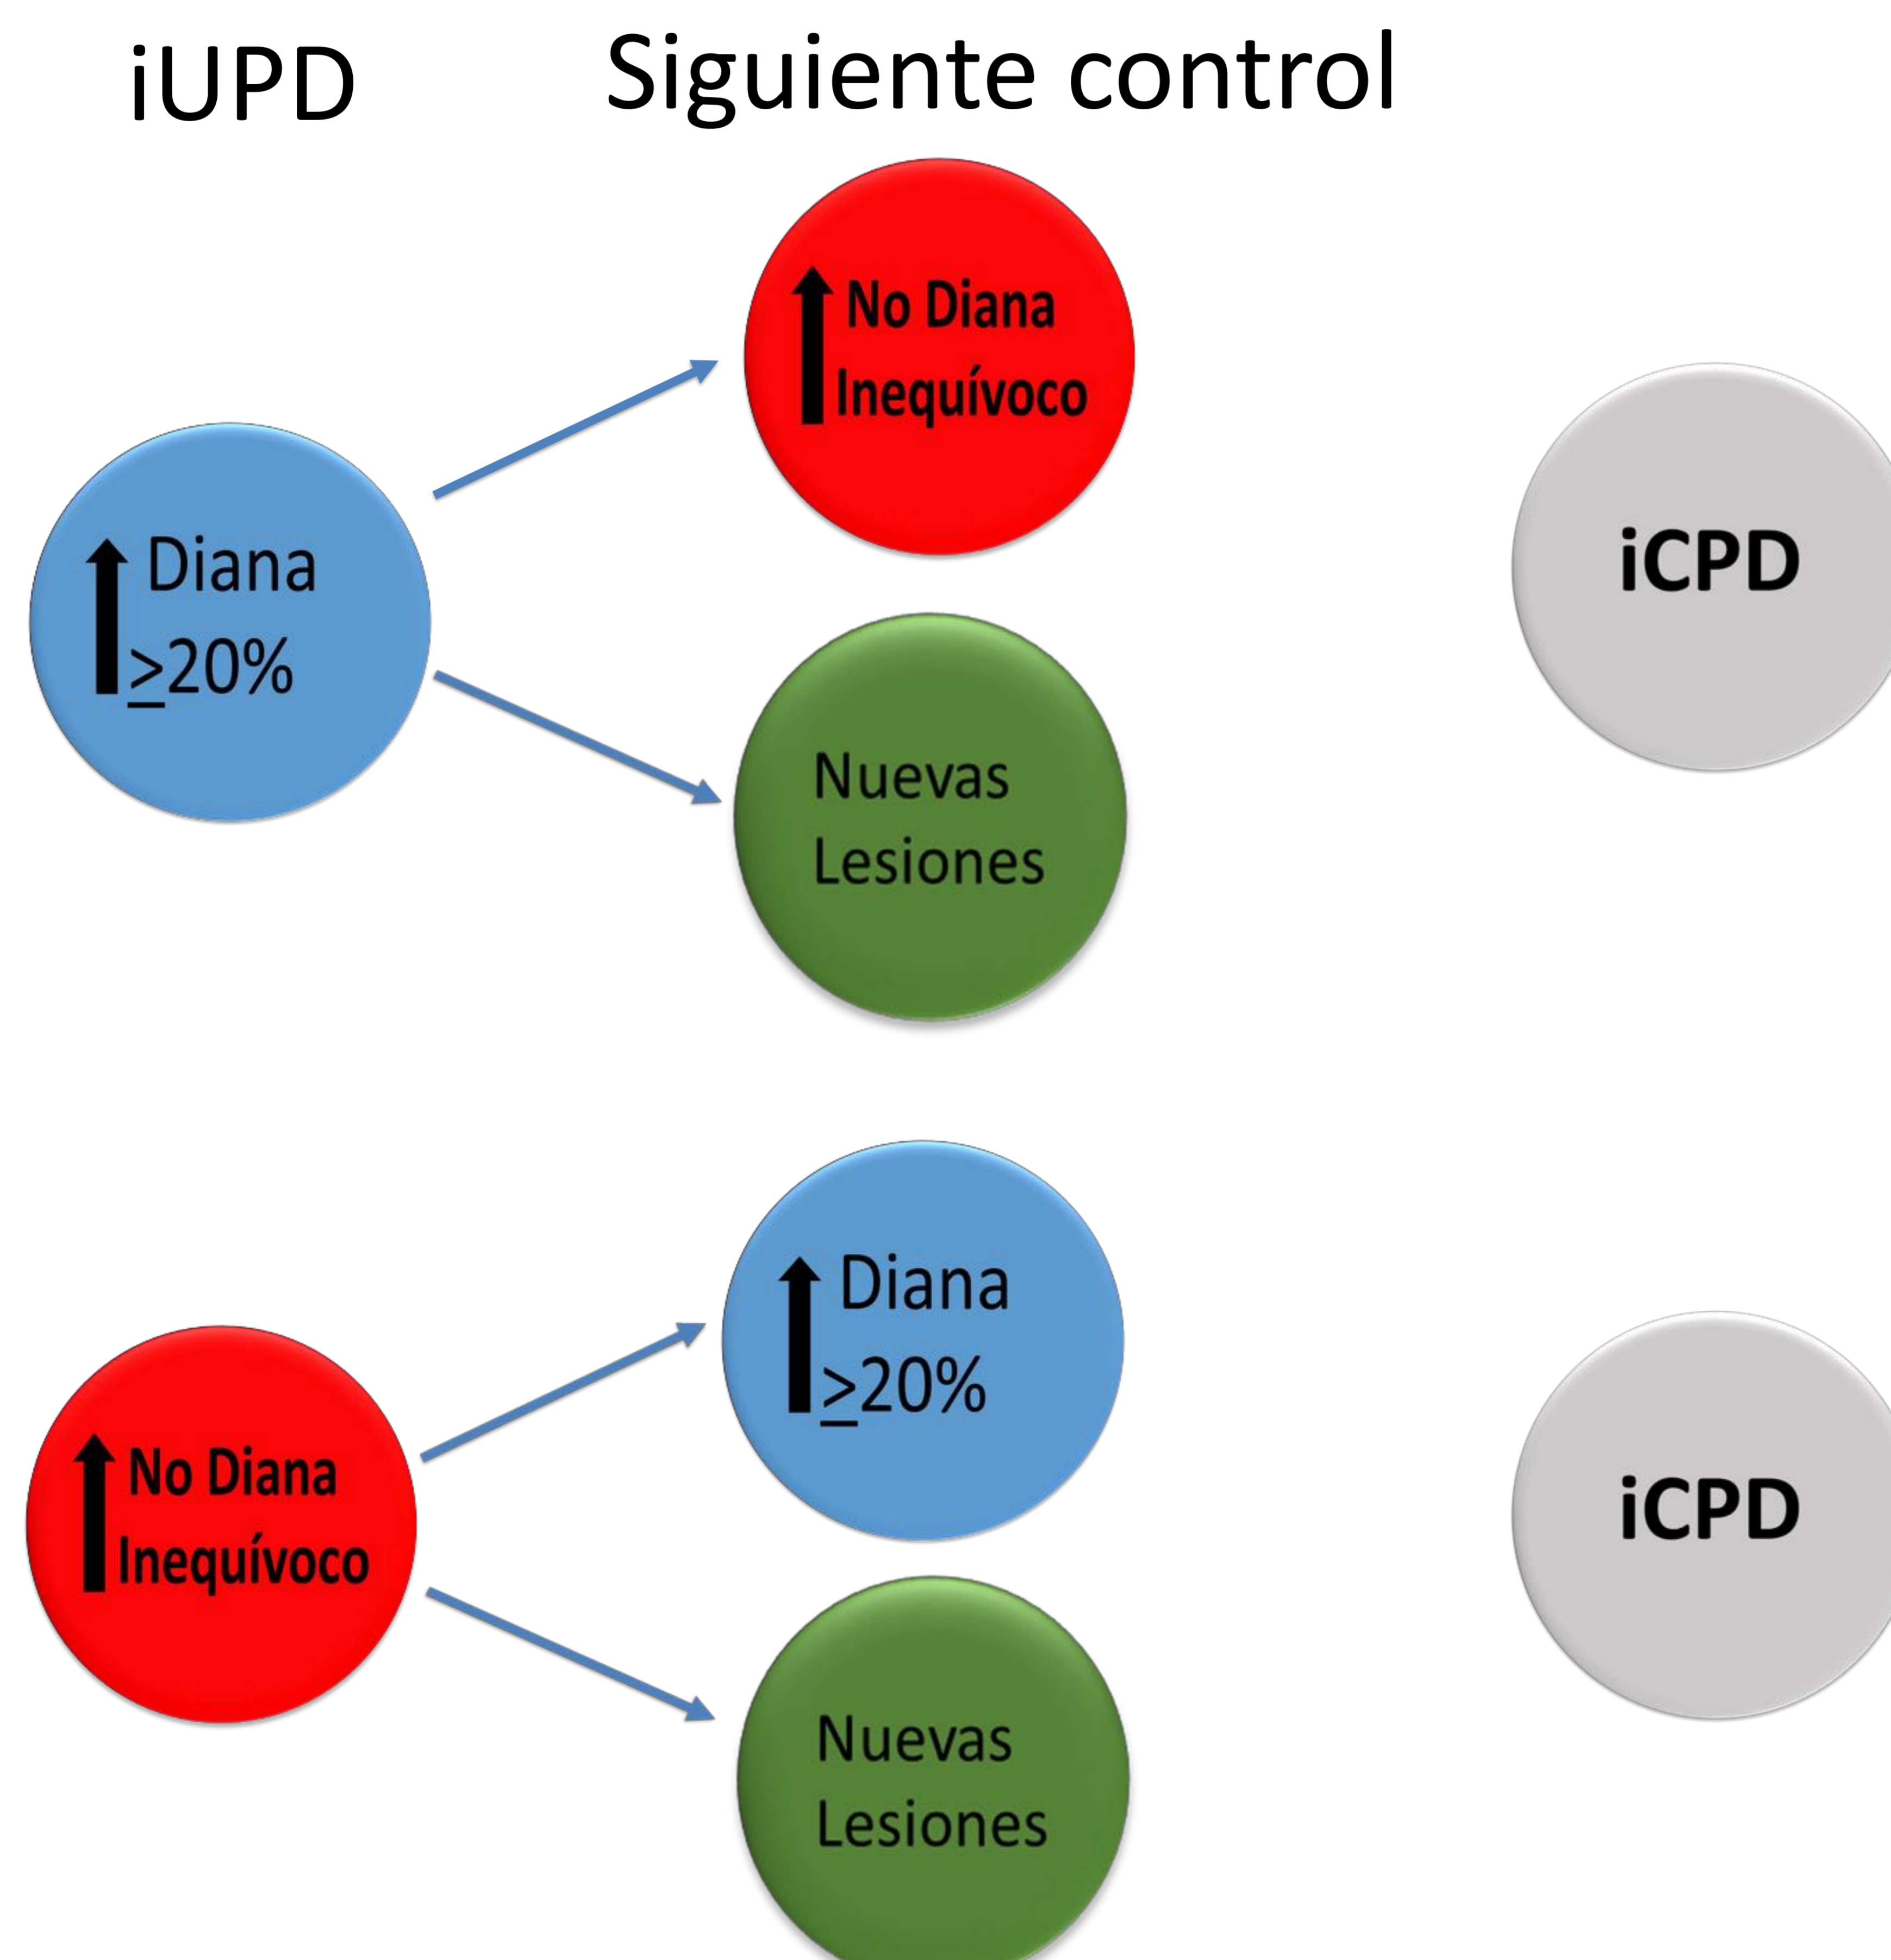 iUPD
Siguiente control
No Diana
Inequívoco
Diana
≥20%
Nuevas
Lesiones
iCPD
Diana
≥20%
No Diana
Inequívoco
Nuevas
Lesiones
iCPD